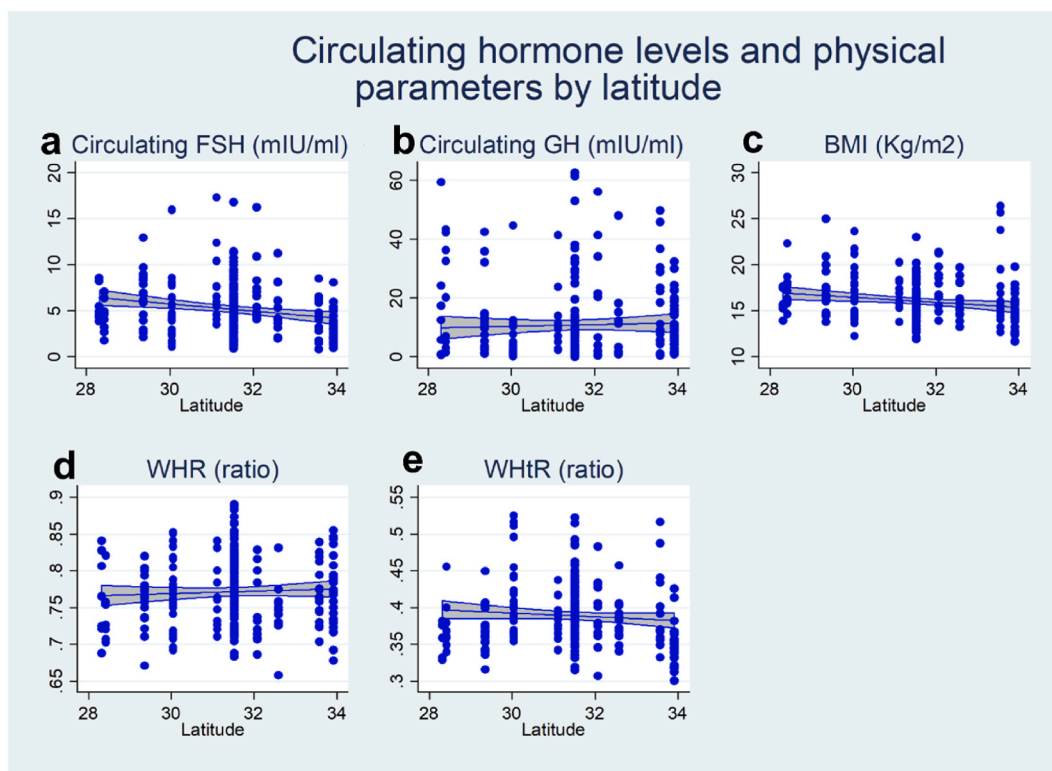 Circulating hormone levels and physical
parameters by latitude
a Circulating FSH (mIU/ml)
20
15
10
5
0
28 30 32 34
Latitude
b Circulating GH (mIU/ml)
60
40
20
0
28 30 32 34
Latitude
c BMI (Kg/m2)
30
25
20
15
10
28 30 32 34
Latitude
d WHR (ratio)
.9
.85
.8
.75
.7
.65
28 30 32 34
Latitude
e WHtR (ratio)
.55
.5
.45
.4
.35
.3
28 30 32 34
Latitude